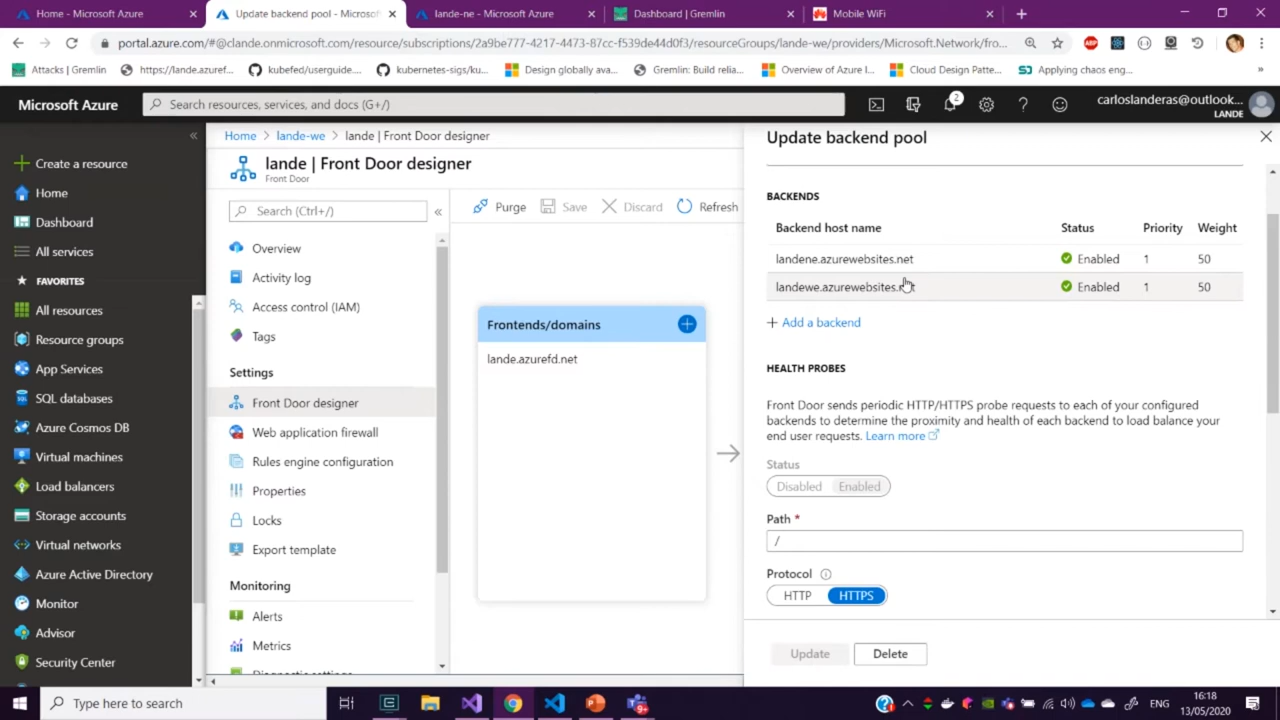 Home - Microsoft Azure
Update backend pool - Microsoft
lande-ne - Microsoft Azure
Dashboard | Gremlin
Mobile WiFi
portal.azure.com/#@clande.onmicrosoft.com/resource/subscriptions/2a9be777-4217-4473-87cc-f539de44d0f3/resourceGroups/lande-we/providers/Microsoft.Network/fro...
ABP
Attacks | Gremlin
https://lande.azuref...
kubefed/userguide....
kubernetes-sigs/ku...
Design globally ava...
Gremlin: Build relia...
Overview of Azure I...
Cloud Design Patte...
Applying chaos eng...
»
Microsoft Azure
Search resources, services, and docs (G+/)
2
carloslanderas@outlook...
LANDE
«
Create a resource
Home
Dashboard
All services
FAVORITES
All resources
Resource groups
App Services
SQL databases
Azure Cosmos DB
Virtual machines
Load balancers
Storage accounts
Virtual networks
Azure Active Directory
Monitor
Advisor
Security Center
Home > lande-we > lande | Front Door designer
lande | Front Door designer
Front Door
Search (Ctrl+/)
«
Overview
Activity log
Access control (IAM)
Tags
Settings
Front Door designer
Web application firewall
Rules engine configuration
Properties
Locks
Export template
Monitoring
Alerts
Metrics
Diagnostic settings
Purge
Save
Discard
Refresh
Frontends/domains
lande.azurefd.net
Update backend pool
BACKENDS
Backend host name Status Priority Weight
landene.azurewebsites.net Enabled 1 50
landewe.azurewebsites.net Enabled 1 50
+ Add a backend
HEALTH PROBES
Front Door sends periodic HTTP/HTTPS probe requests to each of your configured
backends to determine the proximity and health of each backend to load balance your
end user requests. Learn more
Status
Disabled Enabled
Path *
/
Protocol
HTTP HTTPS
Update
Delete
Type here to search
ENG
16:18
13/05/2020